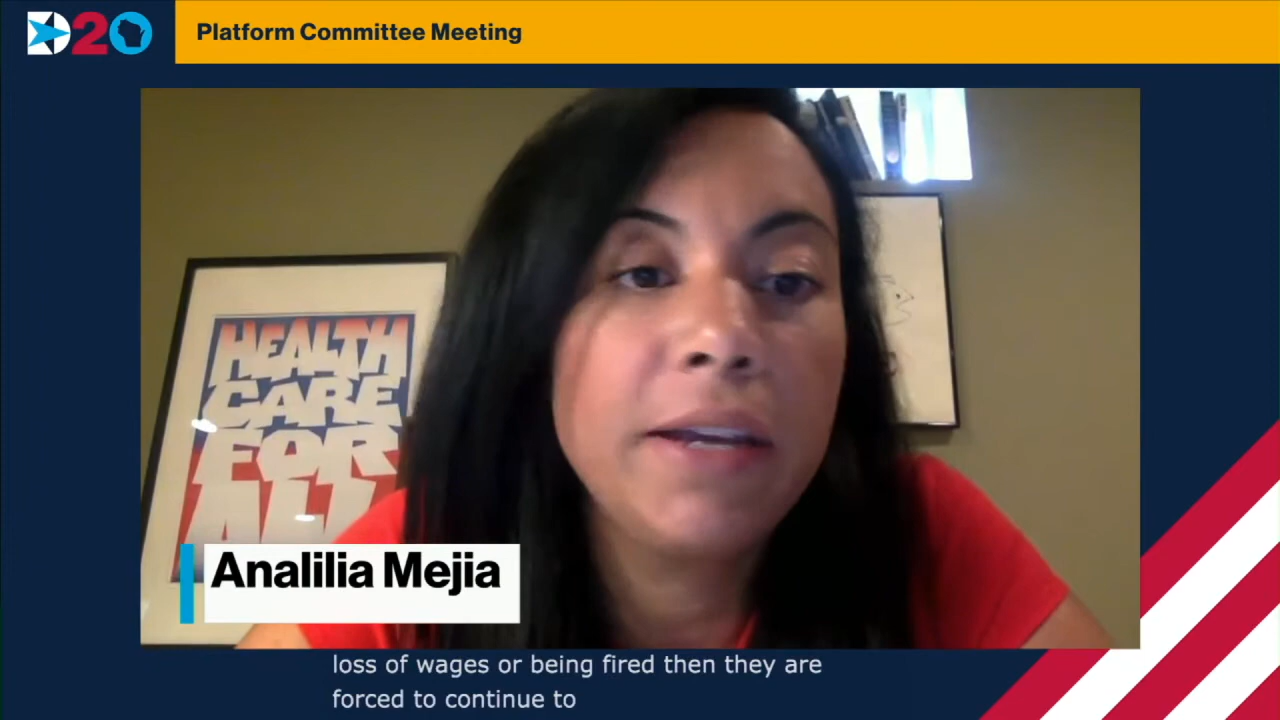 D20
Platform Committee Meeting
HEALTH
CARE
FOR
ALL
Analilia Mejia
loss of wages or being fired then they are
forced to continue to